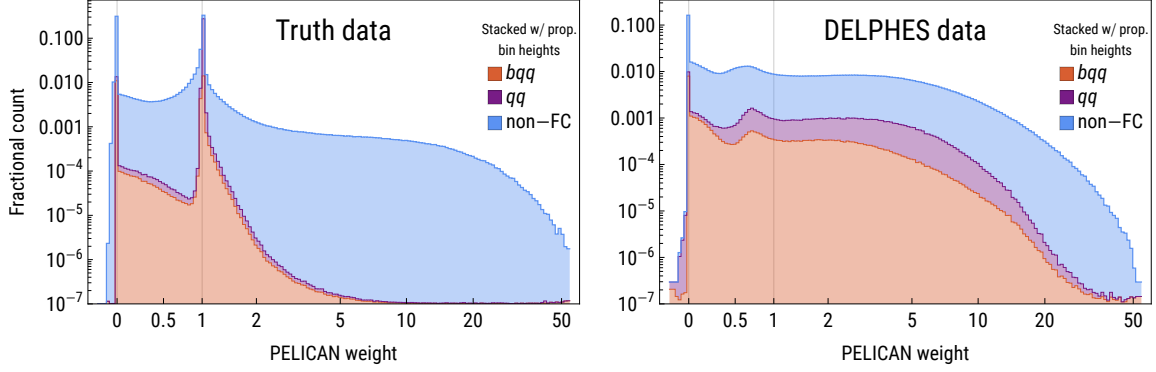 Truth data
Stacked w/ prop.
bin heights
bqq
qq
non−FC
Fractional count
0.100
0.010
0.001
10⁻⁴
10⁻⁵
10⁻⁶
10⁻⁷
0 0.5 1 2 5 10 20 50
PELICAN weight
DELPHES data
Stacked w/ prop.
bin heights
bqq
qq
non−FC
0.100
0.010
0.001
10⁻⁴
10⁻⁵
10⁻⁶
10⁻⁷
0 0.5 1 2 5 10 20 50
PELICAN weight